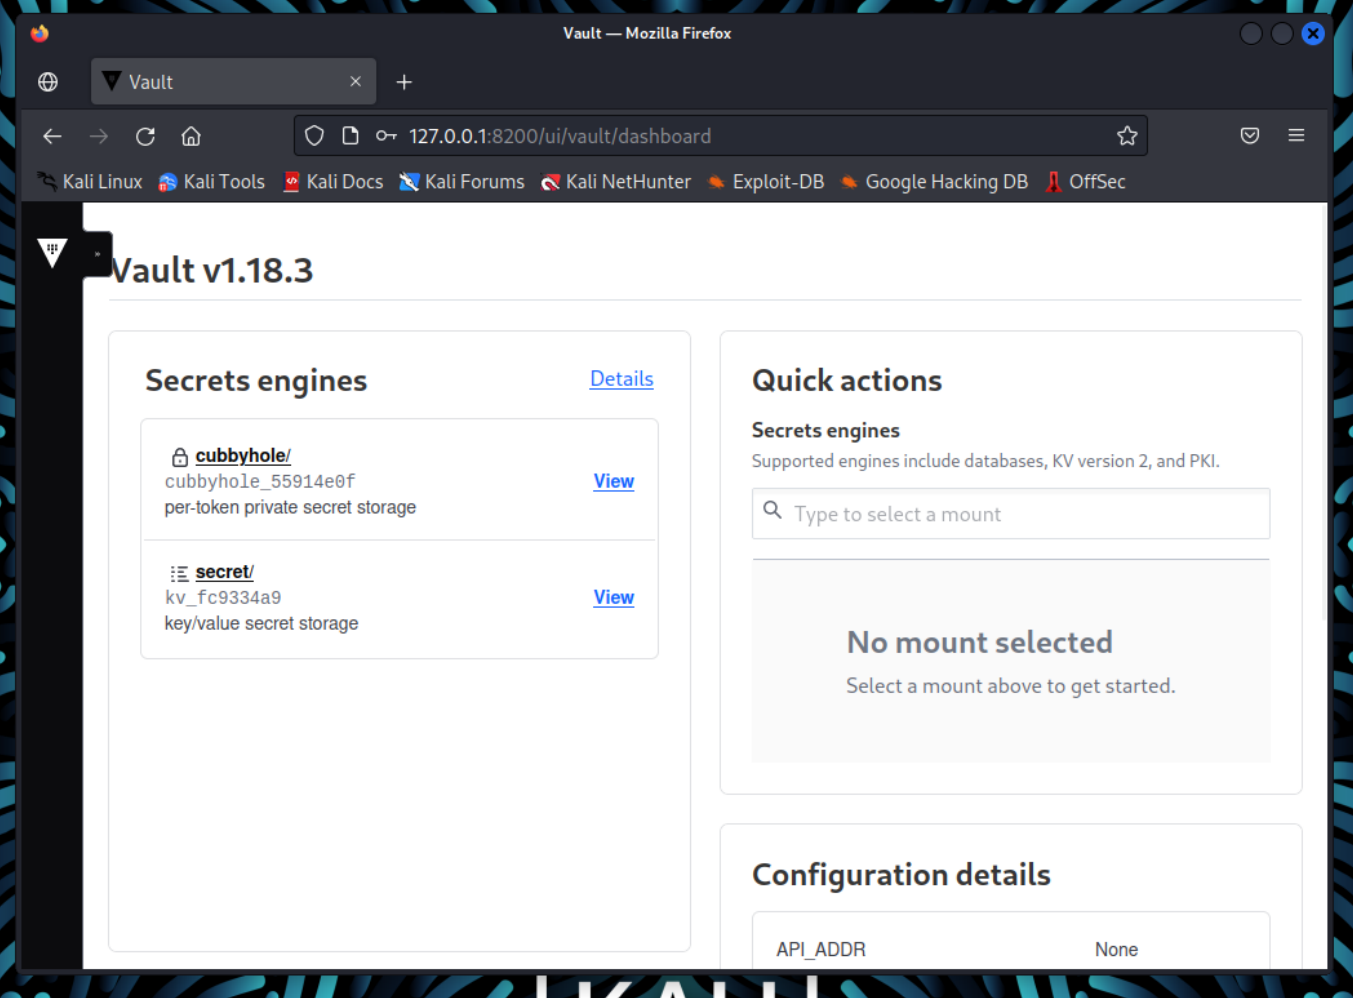 Vault — Mozilla Firefox
Vault
127.0.0.1:8200/ui/vault/dashboard
Kali Linux Kali Tools Kali Docs Kali Forums Kali NetHunter Exploit-DB Google Hacking DB OffSec
Vault v1.18.3
Secrets engines Details
cubbyhole/
cubbyhole_55914e0f
per-token private secret storage
View
secret/
kv_fc9334a9
key/value secret storage
View
Quick actions
Secrets engines
Supported engines include databases, KV version 2, and PKI.
Type to select a mount
No mount selected
Select a mount above to get started.
Configuration details
API_ADDR None
KALI